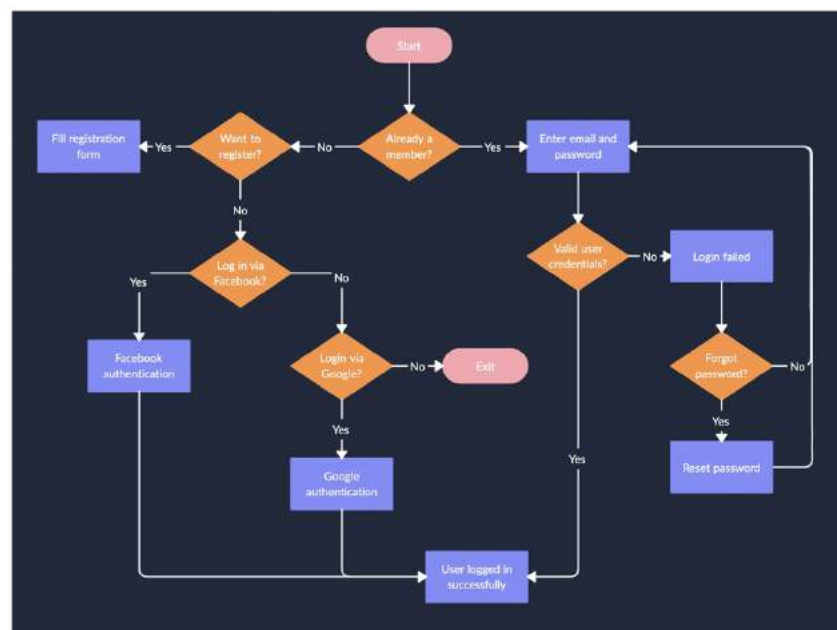 Start
Fill registration
form
Yes
Want to
register?
No
Already a
member?
Yes
Enter email and
password
No
Log in via
Facebook?
Yes
No
Valid user
credentials?
No
Login failed
Facebook
authentication
Login via
Google?
No
Exit
Forgot
password?
No
Yes
Yes
Yes
Google
authentication
Reset password
User logged in
successfully